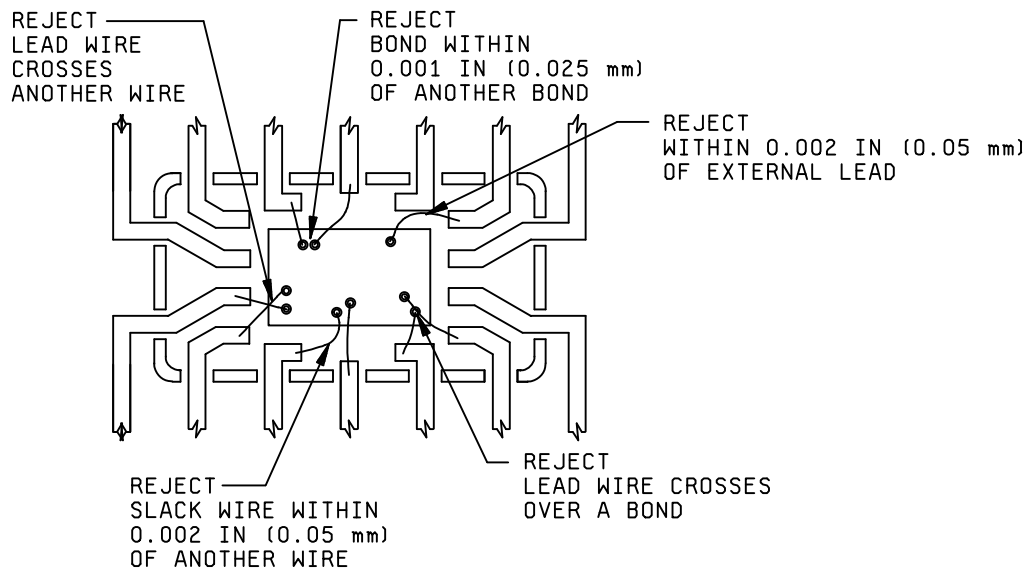 REJECT
LEAD WIRE
CROSSES
ANOTHER WIRE
REJECT
BOND WITHIN
0.001 IN (0.025 mm)
OF ANOTHER BOND
REJECT
WITHIN 0.002 IN (0.05 mm)
OF EXTERNAL LEAD
REJECT
SLACK WIRE WITHIN
0.002 IN (0.05 mm)
OF ANOTHER WIRE
REJECT
LEAD WIRE CROSSES
OVER A BOND